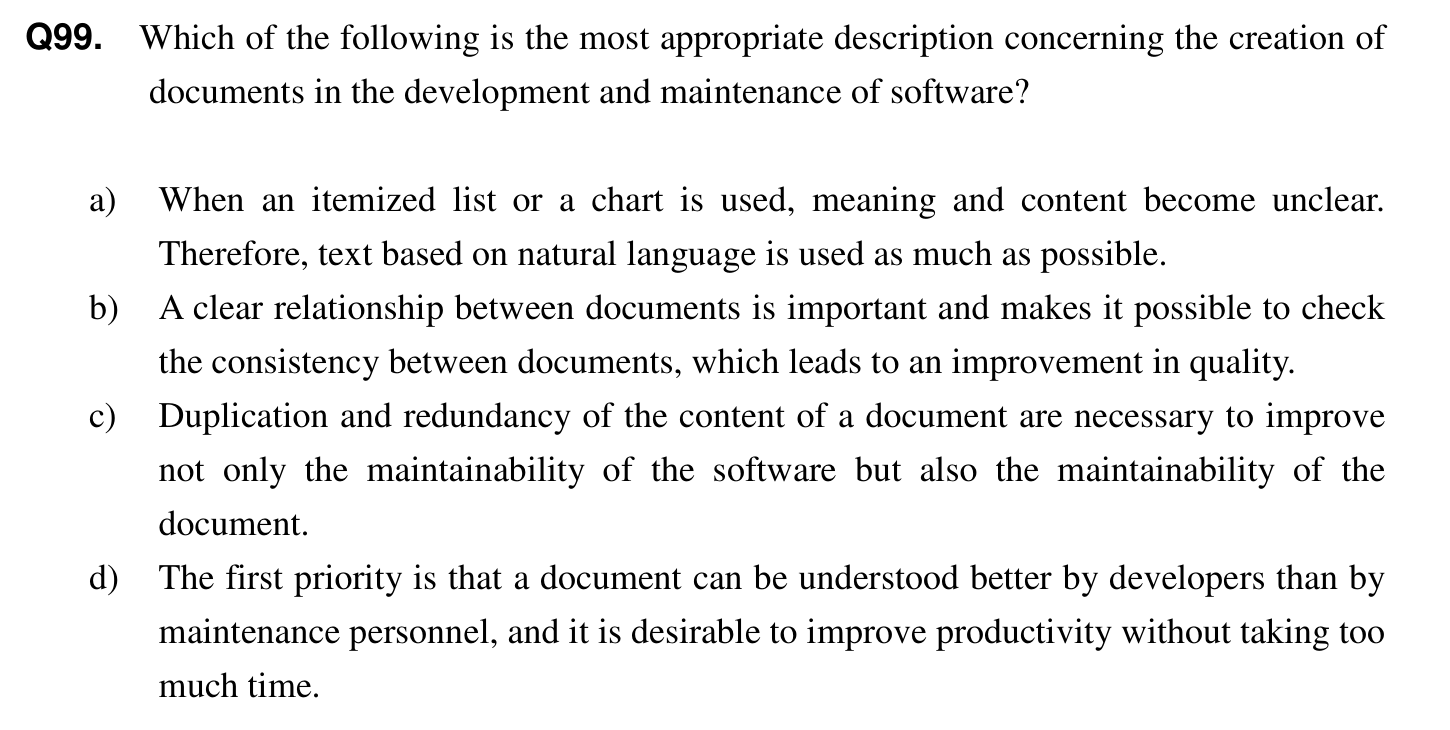 Q99. Which of the following is the most appropriate description concerning the creation of
documents in the development and maintenance of software?
a) When an itemized list or a chart is used, meaning and content become unclear.
Therefore, text based on natural language is used as much as possible.
b) A clear relationship between documents is important and makes it possible to check
the consistency between documents, which leads to an improvement in quality.
c) Duplication and redundancy of the content of a document are necessary to improve
not only the maintainability of the software but also the maintainability of the
document.
d) The first priority is that a document can be understood better by developers than by
maintenance personnel, and it is desirable to improve productivity without taking too
much time.